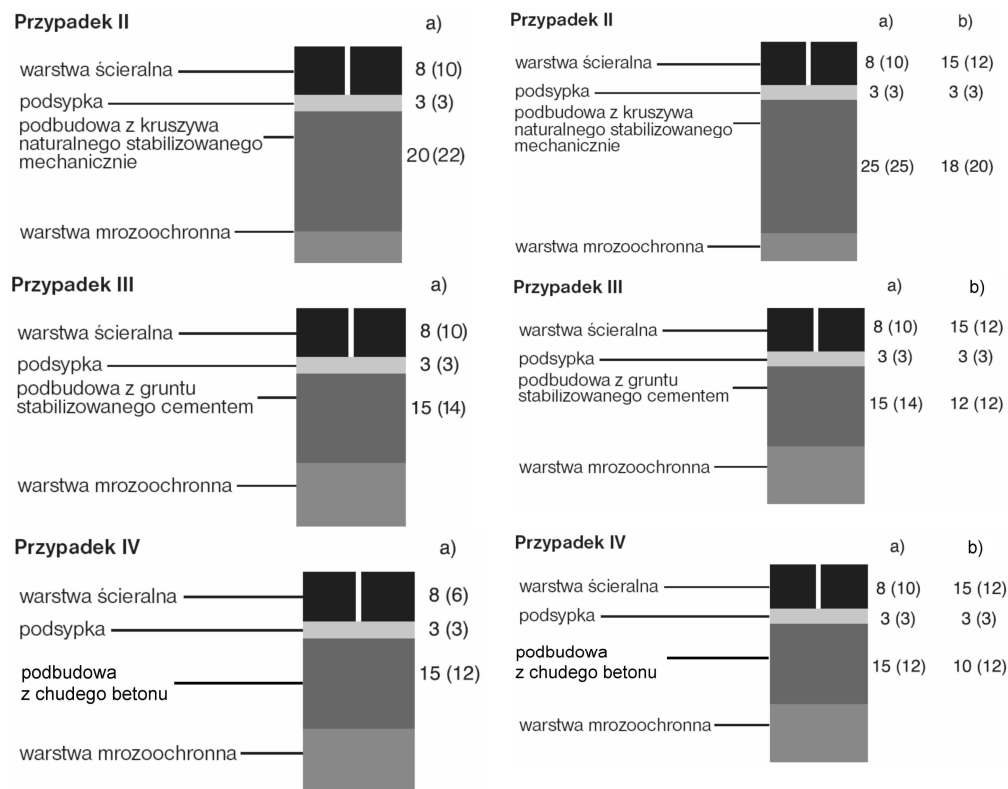 Przypadek II
a)
warstwa ścieralna
8 (10)
podsypka
3 (3)
podbudowa z kruszywa
naturalnego stabilizowanego
mechanicznie
20 (22)
warstwa mrozoochronna
Przypadek II
a) b)
warstwa ścieralna
8 (10) 15 (12)
podsypka
3 (3) 3 (3)
podbudowa z kruszywa
naturalnego stabilizowanego
mechanicznie
25 (25) 18 (20)
warstwa mrozoochronna
Przypadek III
a)
warstwa ścieralna
8 (10)
podsypka
3 (3)
podbudowa z gruntu
stabilizowanego cementem
15 (14)
warstwa mrozoochronna
Przypadek III
a) b)
warstwa ścieralna
8 (10) 15 (12)
podsypka
3 (3) 3 (3)
podbudowa z gruntu
stabilizowanego cementem
15 (14) 12 (12)
warstwa mrozoochronna
Przypadek IV
a)
warstwa ścieralna
8 (6)
podsypka
3 (3)
podbudowa
z chudego betonu
15 (12)
warstwa mrozoochronna
Przypadek IV
a) b)
warstwa ścieralna
8 (10) 15 (12)
podsypka
3 (3) 3 (3)
podbudowa
z chudego betonu
15 (12) 10 (12)
warstwa mrozoochronna